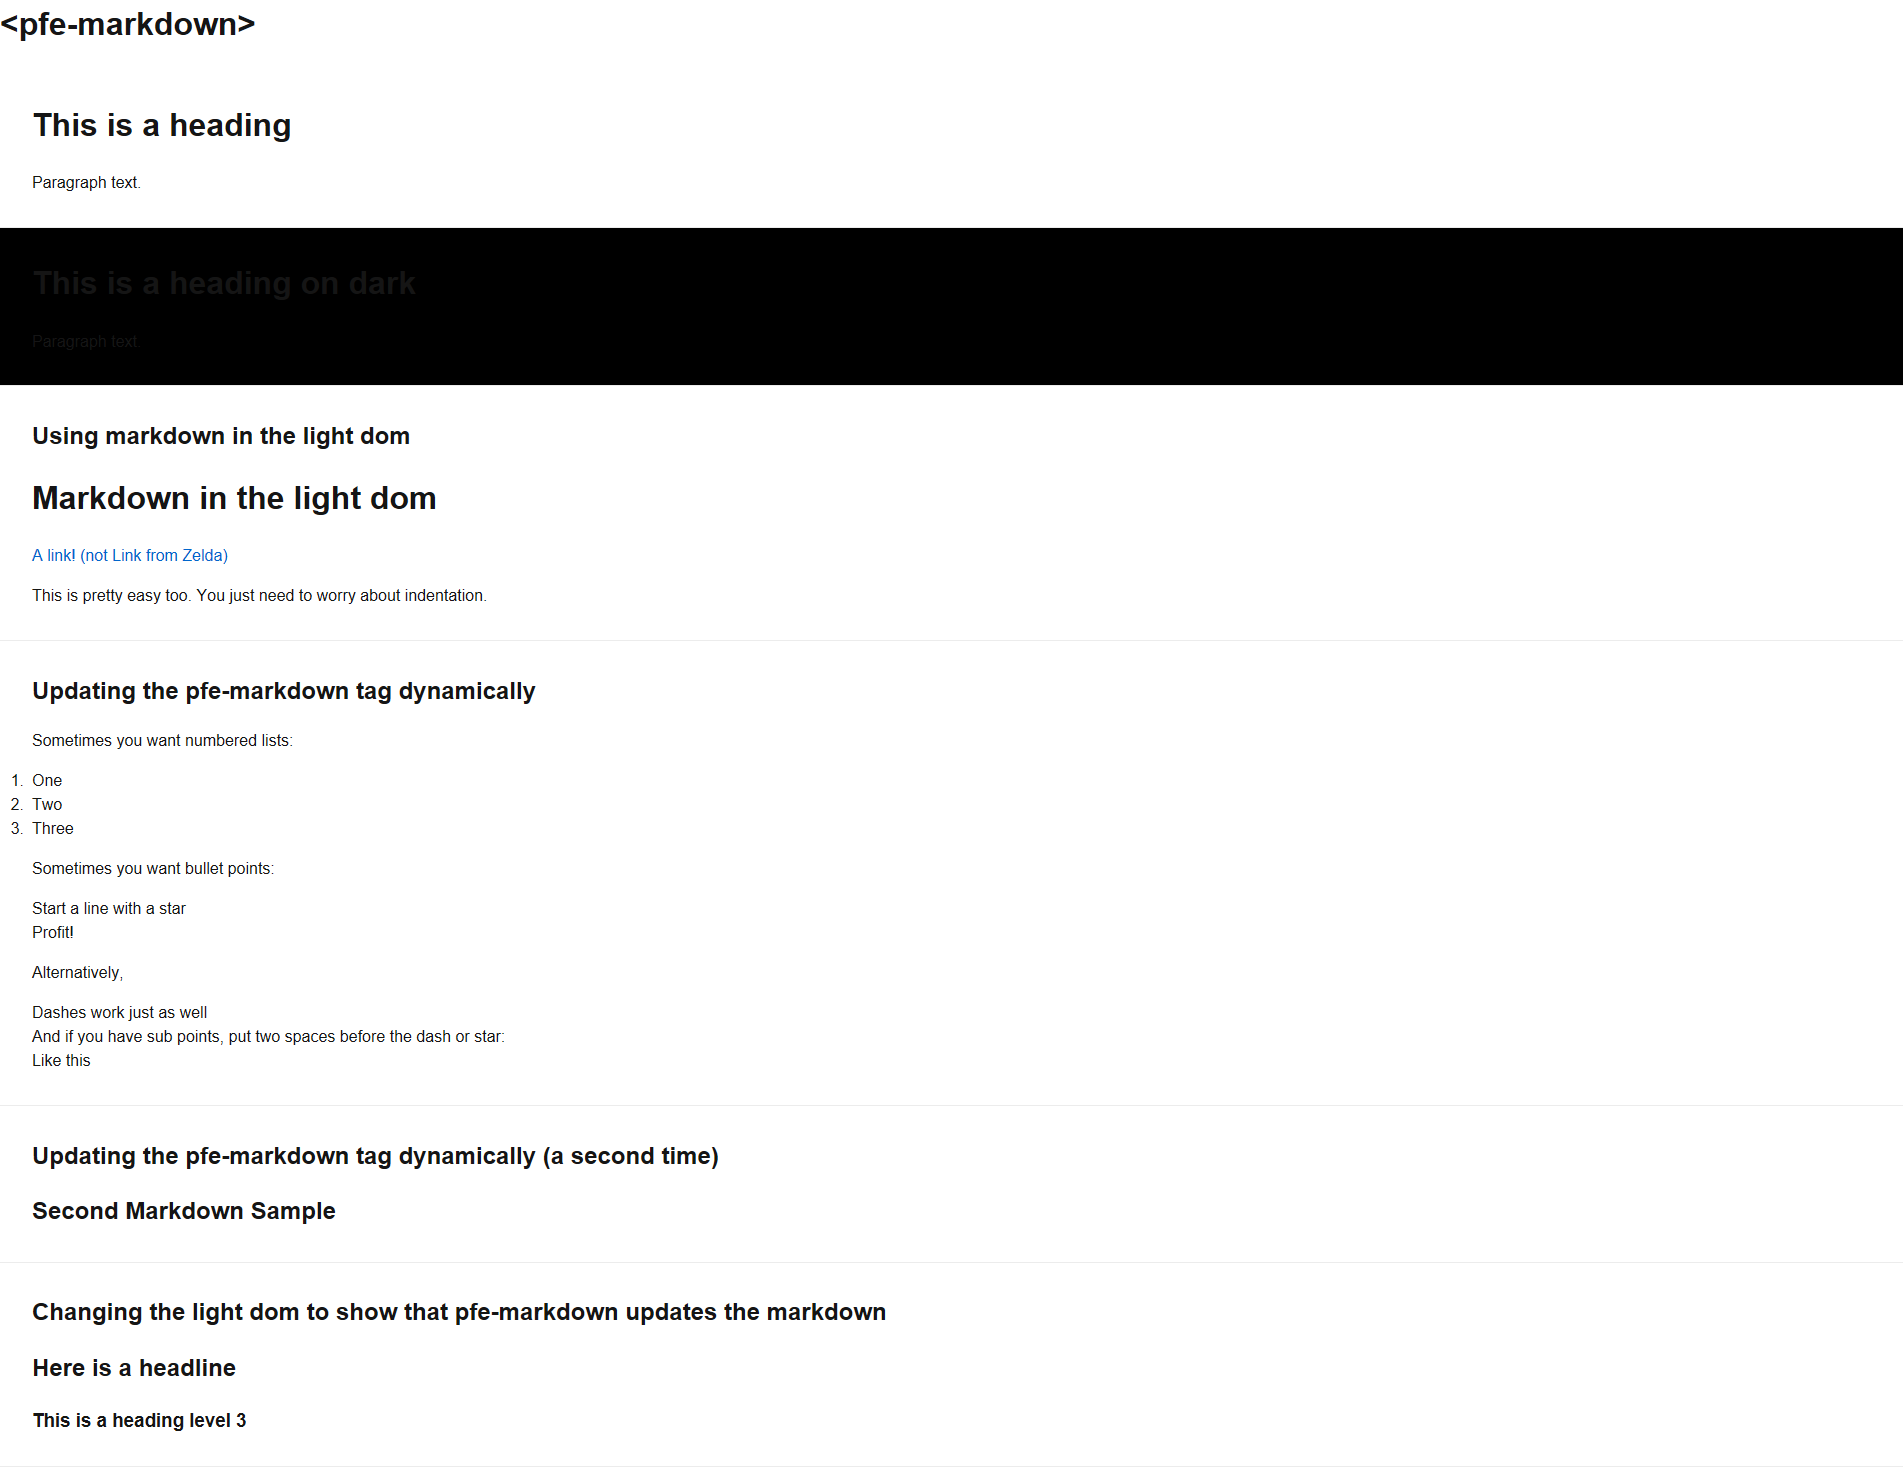 <pfe-markdown>
This is a heading
Paragraph text.
This is a heading on dark
Paragraph text.
Using markdown in the light dom
Markdown in the light dom
A link! (not Link from Zelda)
This is pretty easy too. You just need to worry about indentation.
Updating the pfe-markdown tag dynamically
Sometimes you want numbered lists:
1. One
2. Two
3. Three
Sometimes you want bullet points:
Start a line with a star
Profit!
Alternatively,
Dashes work just as well
And if you have sub points, put two spaces before the dash or star:
Like this
Updating the pfe-markdown tag dynamically (a second time)
Second Markdown Sample
Changing the light dom to show that pfe-markdown updates the markdown
Here is a headline
This is a heading level 3